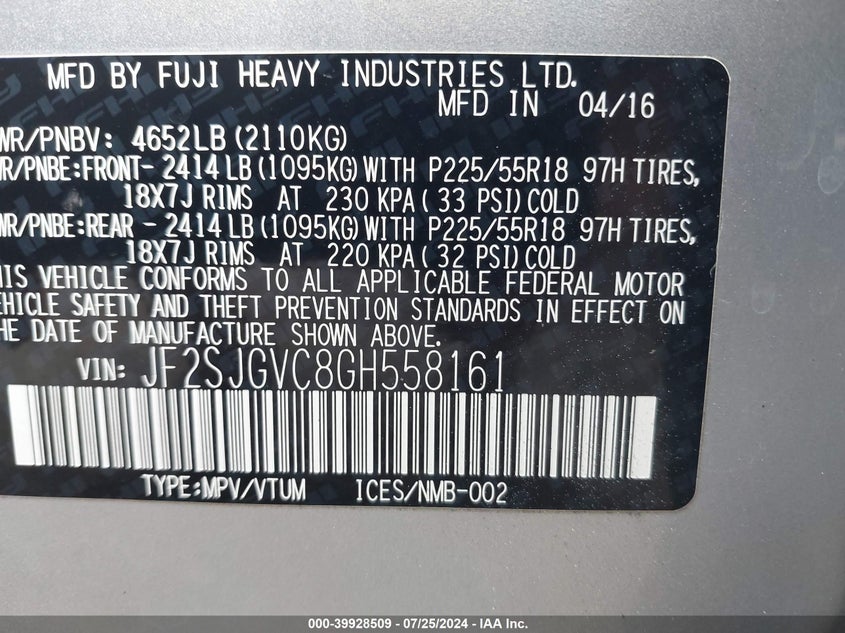 MFD BY FUJI HEAVY INDUSTRIES LTD.
MFD IN 04/16
WR/PNBV: 4652LB (2110KG)
WR/PNBE:FRONT- 2414 LB (1095KG) WITH P225/55R18 97H TIRES,
18X7J RIMS AT 230 KPA ( 33 PSI) COLD
WR/PNBE:REAR - 2414 LB (1095KG) WITH P225/55R18 97H TIRES,
18X7J RIMS AT 220 KPA ( 32 PSI) COLD
HIS VEHICLE CONFORMS TO ALL APPLICABLE FEDERAL MOTOR
EHICLE SAFETY AND THEFT PREVENTION STANDARDS IN EFFECT ON
THE DATE OF MANUFACTURE SHOWN ABOVE.
VIN: JF2SJGVC8GH558161
TYPE:MPV/VTUM ICES/NMB-002
000-39928509 - 07/25/2024 - IAA Inc.